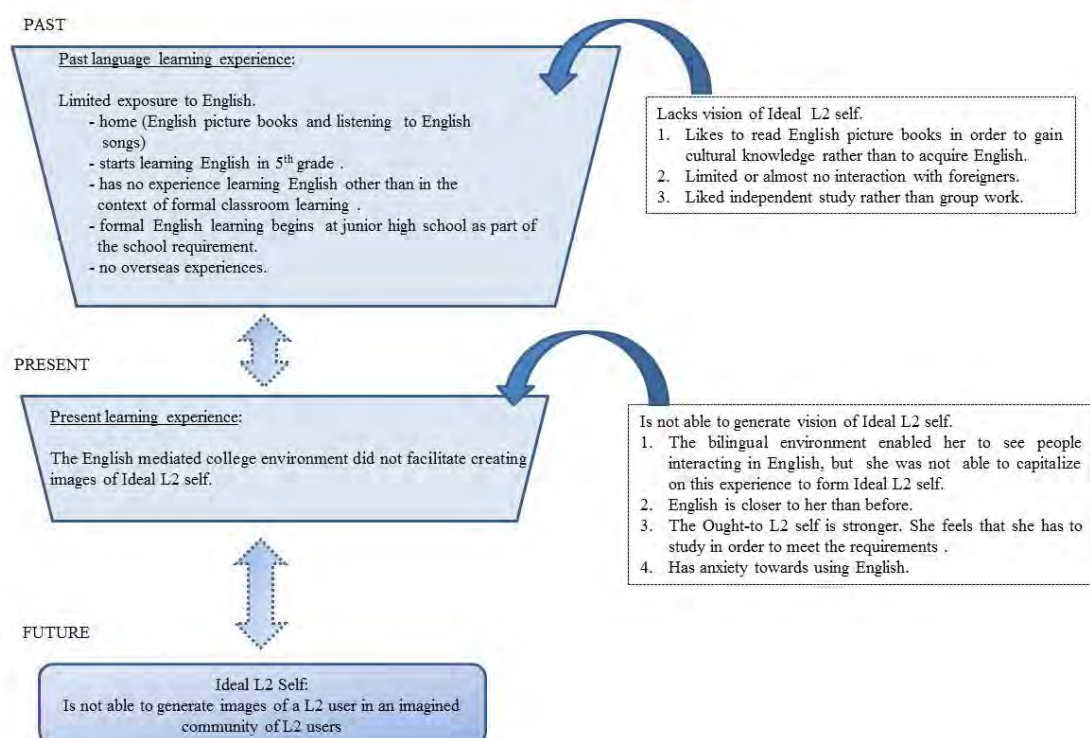 PAST
Past language learning experience:
Limited exposure to English.
- home (English picture books and listening to English
songs)
- starts learning English in 5th grade .
- has no experience learning English other than in the
context of formal classroom learning .
- formal English learning begins at junior high school as part of
the school requirement.
- no overseas experiences.
Lacks vision of Ideal L2 self.
1. Likes to read English picture books in order to gain
cultural knowledge rather than to acquire English.
2. Limited or almost no interaction with foreigners.
3. Liked independent study rather than group work.
PRESENT
Present learning experience:
The English mediated college environment did not facilitate creating
images of Ideal L2 self.
Is not able to generate vision of Ideal L2 self.
1. The bilingual environment enabled her to see people
interacting in English, but she was not able to capitalize
on this experience to form Ideal L2 self.
2. English is closer to her than before.
3. The Ought-to L2 self is stronger. She feels that she has to
study in order to meet the requirements .
4. Has anxiety towards using English.
FUTURE
Ideal L2 Self:
Is not able to generate images of a L2 user in an imagined
community of L2 users